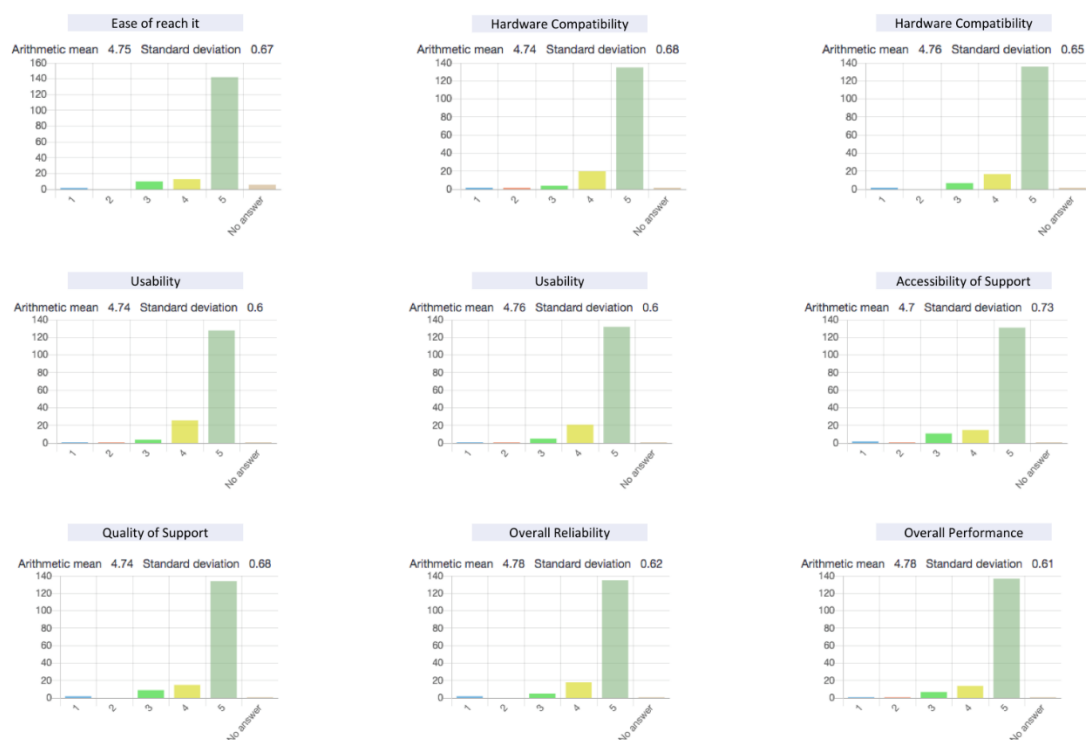 Ease of reach it
Arithmetic mean 4.75 Standard deviation 0.67
160
140
120
100
80
60
40
20
0
1 2 3 4 5 No answer
Hardware Compatibility
Arithmetic mean 4.74 Standard deviation 0.68
140
120
100
80
60
40
20
0
1 2 3 4 5 No answer
Hardware Compatibility
Arithmetic mean 4.76 Standard deviation 0.65
140
120
100
80
60
40
20
0
1 2 3 4 5 No answer
Usability
Arithmetic mean 4.74 Standard deviation 0.6
140
120
100
80
60
40
20
0
1 2 3 4 5 No answer
Usability
Arithmetic mean 4.76 Standard deviation 0.6
140
120
100
80
60
40
20
0
1 2 3 4 5 No answer
Accessibility of Support
Arithmetic mean 4.7 Standard deviation 0.73
140
120
100
80
60
40
20
0
1 2 3 4 5 No answer
Quality of Support
Arithmetic mean 4.74 Standard deviation 0.68
140
120
100
80
60
40
20
0
1 2 3 4 5 No answer
Overall Reliability
Arithmetic mean 4.78 Standard deviation 0.62
140
120
100
80
60
40
20
0
1 2 3 4 5 No answer
Overall Performance
Arithmetic mean 4.78 Standard deviation 0.61
140
120
100
80
60
40
20
0
1 2 3 4 5 No answer